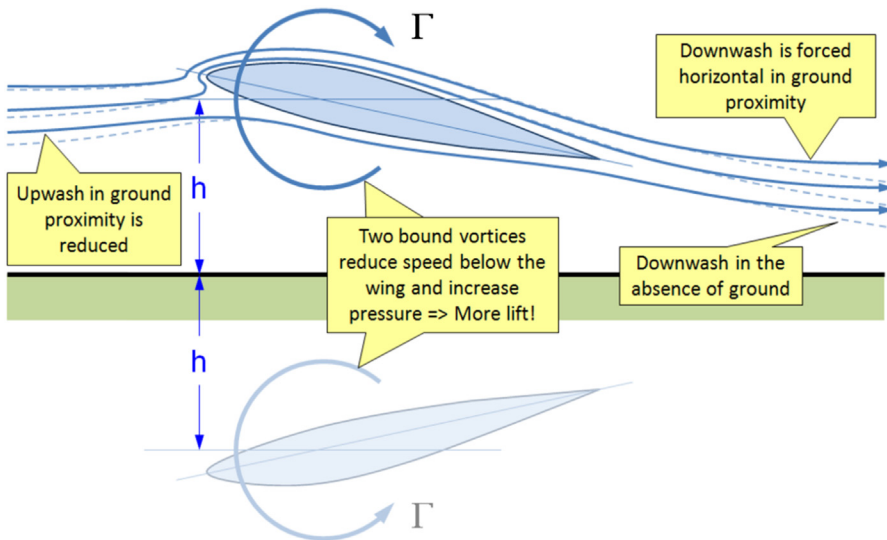 Γ
Downwash is forced
horizontal in ground
proximity
Upwash in ground
proximity is
reduced
h
Two bound vortices
reduce speed below the
wing and increase
pressure => More lift!
Downwash in the
absence of ground
h
Γ